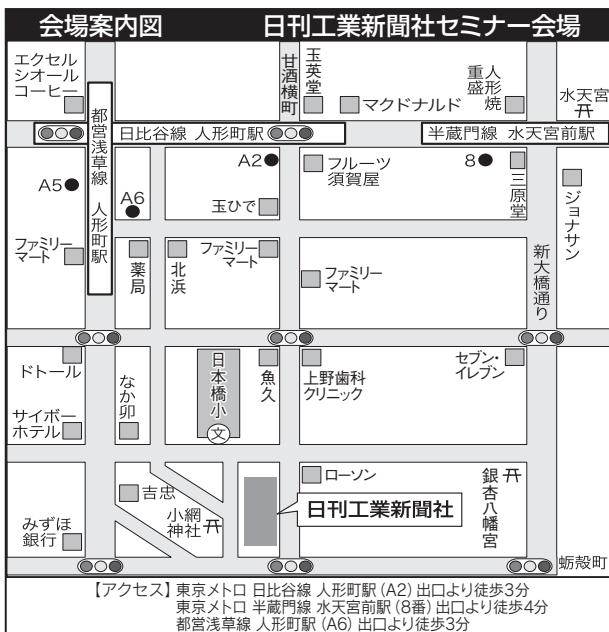 会場案内図 日刊工業新聞社セミナー会場
エクセル
シオール
コーヒー
甘酒横町
玉英堂
マクドナルド
重盛
人形焼
水天宮
都営浅草線 人形町駅
日比谷線 人形町駅
半蔵門線 水天宮前駅
A5
A6
A2
フルーツ
須賀屋
8
三原堂
ジョナサン
玉ひで
ファミリー
マート
薬局
北浜
ファミリー
マート
ファミリー
マート
新大橋通り
ドトール
なか卯
日本橋小
文
魚久
上野歯科
クリニック
セブン・
イレブン
サイボー
ホテル
吉忠
小網
神社
ローソン
日刊工業新聞社
銀杏八幡宮
みずほ
銀行
蛎殻町
【アクセス】東京メトロ 日比谷線 人形町駅(A2)出口より徒歩3分
東京メトロ 半蔵門線 水天宮前駅(8番)出口より徒歩4分
都営浅草線 人形町駅(A6)出口より徒歩3分